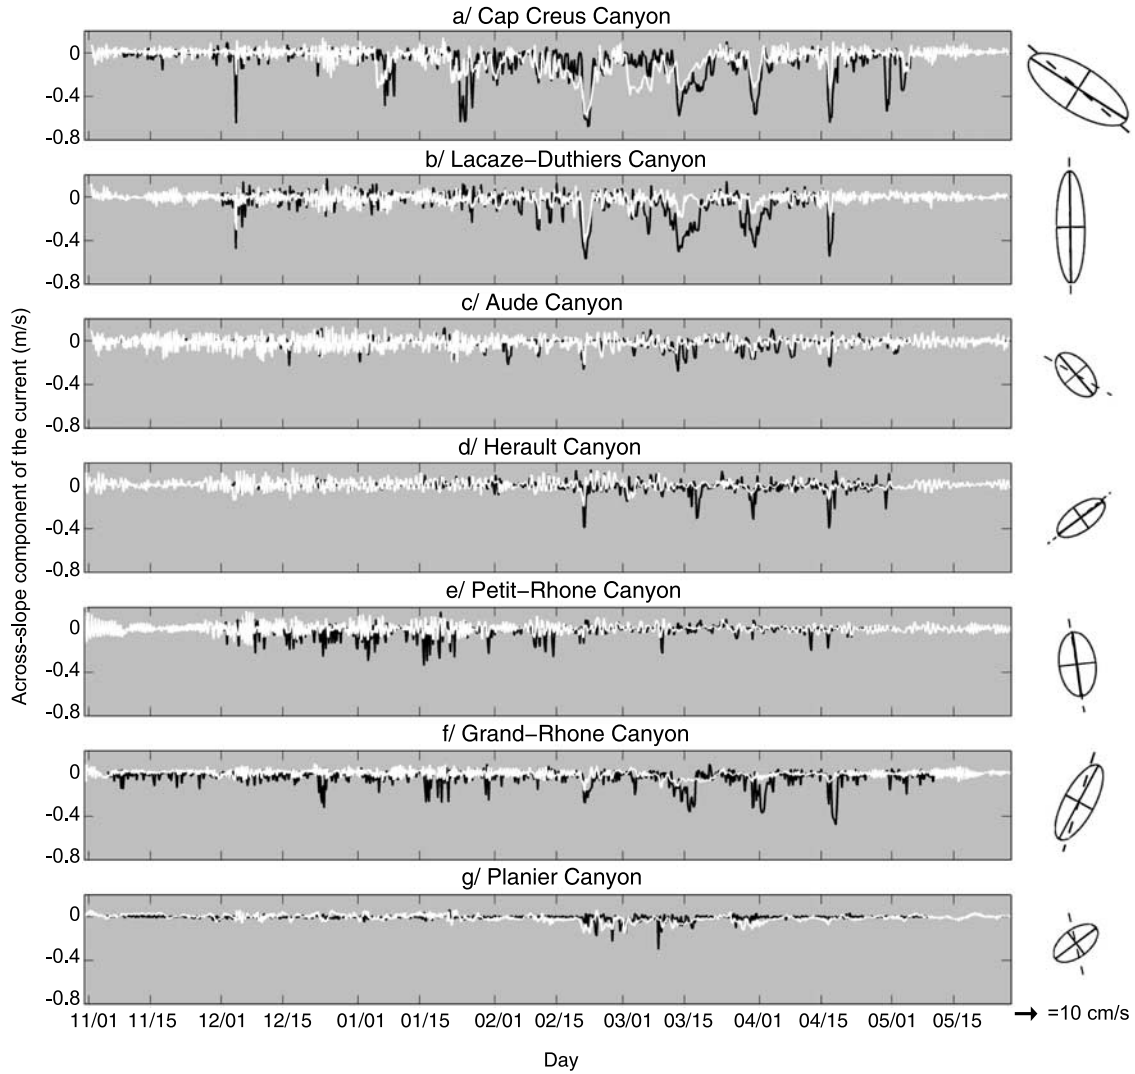 a/ Cap Creus Canyon
0
-0.4
-0.8
b/ Lacaze-Duthiers Canyon
0
-0.4
-0.8
c/ Aude Canyon
0
-0.4
-0.8
d/ Herault Canyon
0
-0.4
-0.8
e/ Petit-Rhone Canyon
0
-0.4
-0.8
f/ Grand-Rhone Canyon
0
-0.4
-0.8
g/ Planier Canyon
0
-0.4
-0.8
Across-slope component of the current (m/s)
11/01 11/15 12/01 12/15 01/01 01/15 02/01 02/15 03/01 03/15 04/01 04/15 05/01 05/15
=10 cm/s
Day